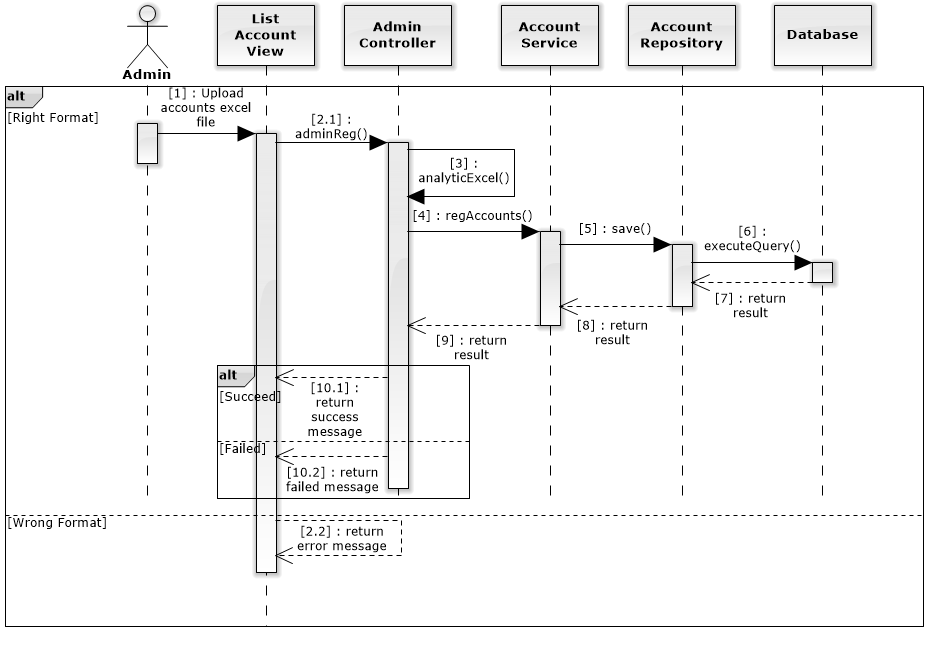 List
Account
View
Admin
Controller
Account
Service
Account
Repository
Database
Admin
alt
[Right Format]
[1] : Upload
accounts excel
file
[2.1] :
adminReg()
[3] :
analyticExcel()
[4] : regAccounts()
[5] : save()
[6] :
executeQuery()
[7] : return
result
[8] : return
result
[9] : return
result
alt
[Succeed]
[10.1] :
return
success
message
[Failed]
[10.2] : return
failed message
[Wrong Format]
[2.2] : return
error message